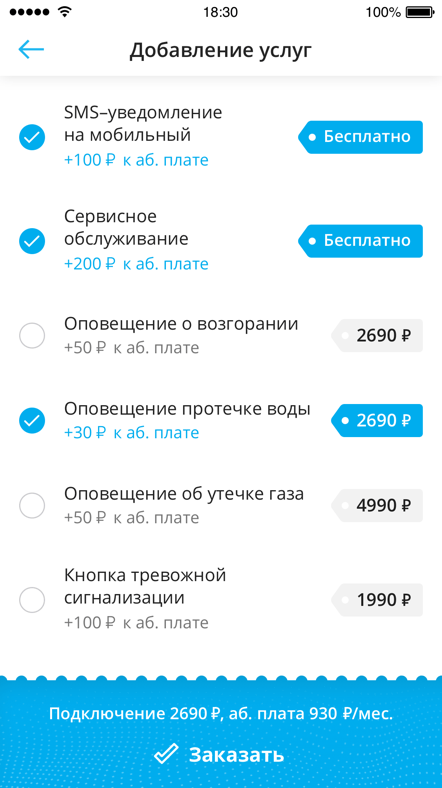 18:30
100%
Добавление услуг
SMS–уведомление
на мобильный
+100 ₽ к аб. плате
Бесплатно
Сервисное
обслуживание
+200 ₽ к аб. плате
Бесплатно
Оповещение о возгорании
+50 ₽ к аб. плате
2690 ₽
Оповещение протечке воды
+30 ₽ к аб. плате
2690 ₽
Оповещение об утечке газа
+50 ₽ к аб. плате
4990 ₽
Кнопка тревожной
сигнализации
+100 ₽ к аб. плате
1990 ₽
Подключение 2690 ₽, аб. плата 930 ₽/мес.
Заказать